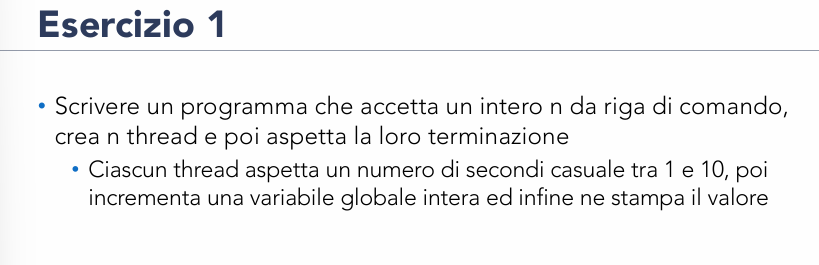 Esercizio 1
• Scrivere un programma che accetta un intero n da riga di comando,
crea n thread e poi aspetta la loro terminazione
• Ciascun thread aspetta un numero di secondi casuale tra 1 e 10, poi
incrementa una variabile globale intera ed infine ne stampa il valore